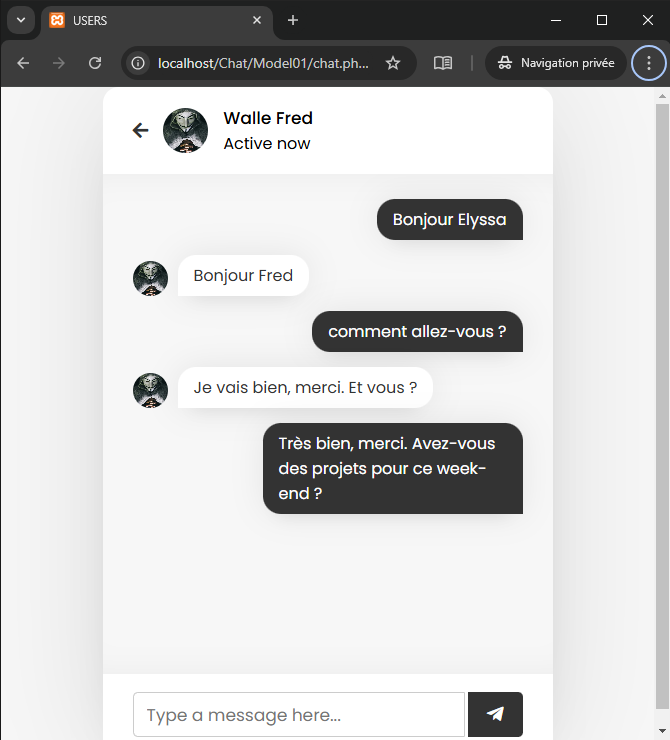 USERS
localhost/Chat/Model01/chat.ph...
Navigation privée
Walle Fred
Active now
Bonjour Elyssa
Bonjour Fred
comment allez-vous ?
Je vais bien, merci. Et vous ?
Très bien, merci. Avez-vous
des projets pour ce week-
end ?
Type a message here...